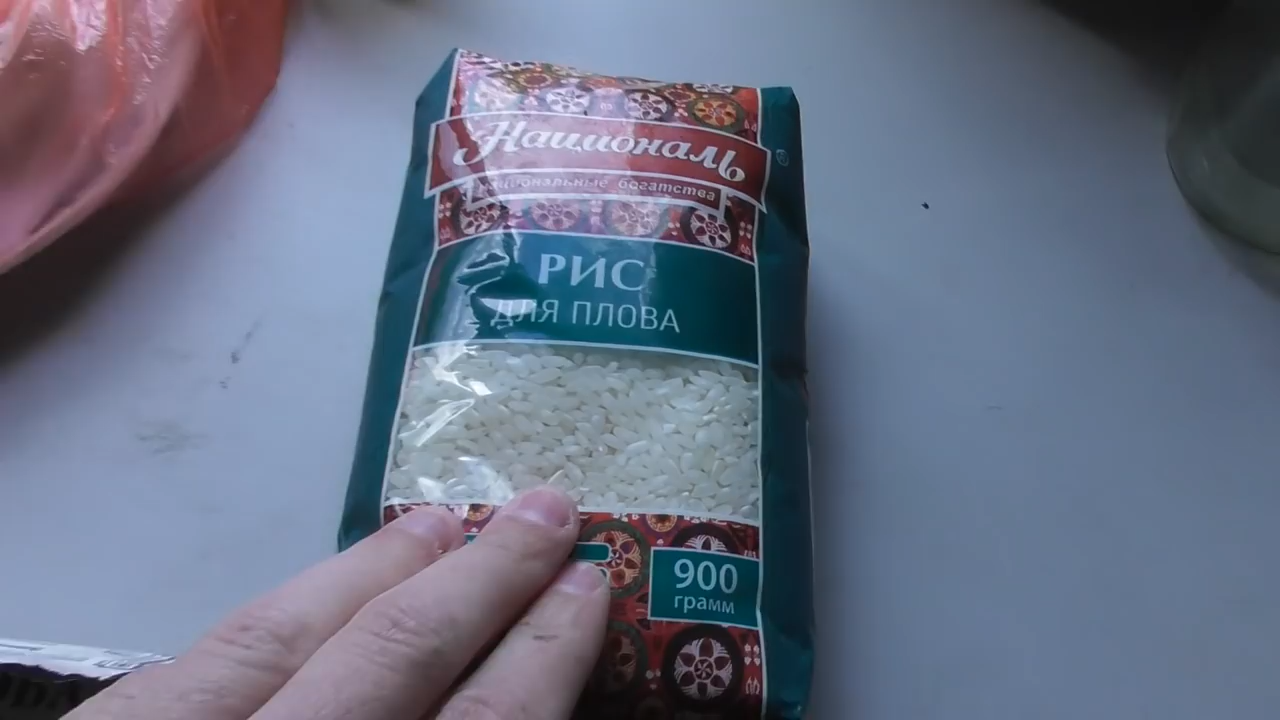 Националь
национальные богатства
РИС
ДЛЯ ПЛОВА
900
грамм